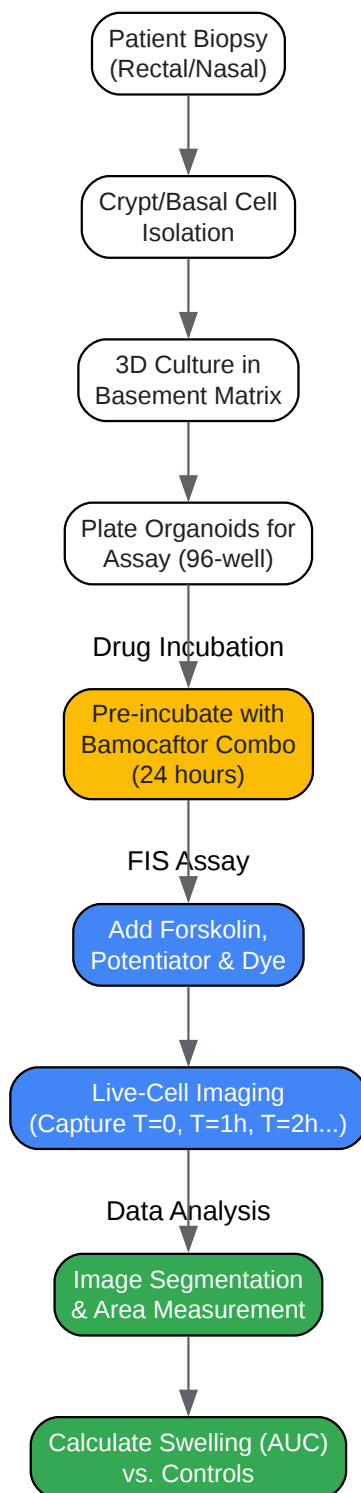 Patient Biopsy
(Rectal/Nasal)
Crypt/Basal Cell
Isolation
3D Culture in
Basement Matrix
Plate Organoids for
Assay (96-well)
Drug Incubation
Pre-incubate with
Bamocaftor Combo
(24 hours)
FIS Assay
Add Forskolin,
Potentiator & Dye
Live-Cell Imaging
(Capture T=0, T=1h, T=2h...)
Data Analysis
Image Segmentation
& Area Measurement
Calculate Swelling (AUC)
vs. Controls